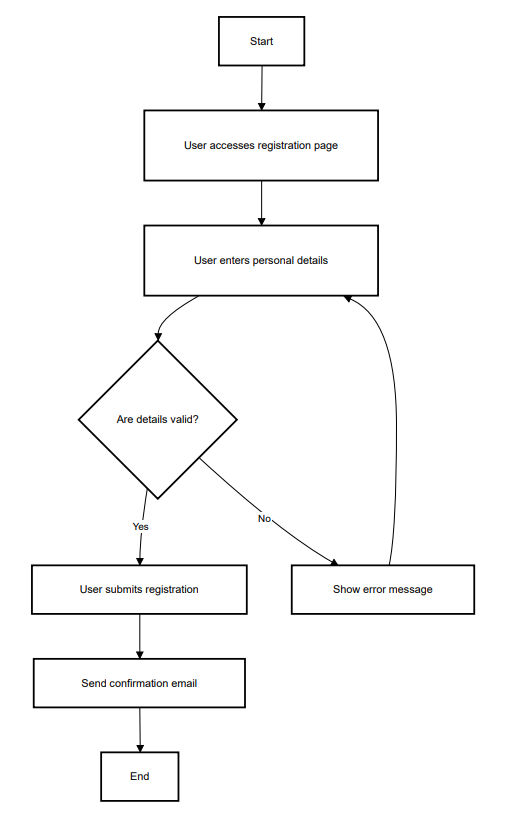 Start
User accesses registration page
User enters personal details
Are details valid?
Yes
No
User submits registration
Show error message
Send confirmation email
End